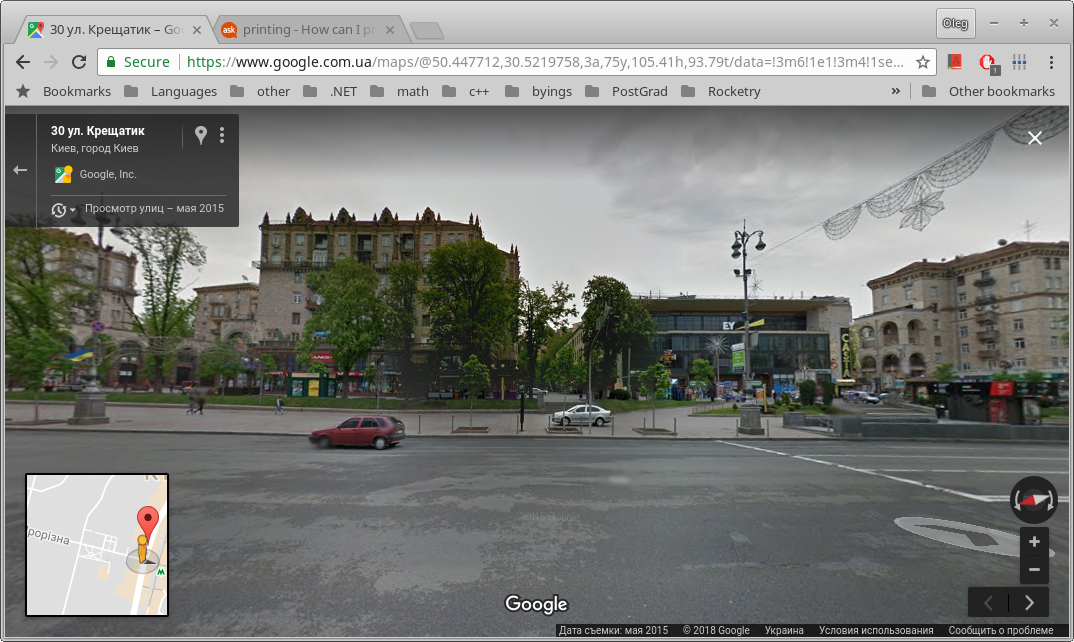 30 ул. Крещатик – Go
printing - How can I pr
Oleg
Secure
https://www.google.com.ua/maps/@50.447712,30.5219758,3a,75y,105.41h,93.79t/data=!3m6!1e1!3m4!1se...
1
Bookmarks
Languages
other
.NET
math
c++
byings
PostGrad
Rocketry
»
Other bookmarks
30 ул. Крещатик
Киев, город Киев
Google, Inc.
Просмотр улиц – мая 2015
EY
Google
Дата съемки: мая 2015
© 2018 Google
Украина
Условия использования
Сообщить о проблеме